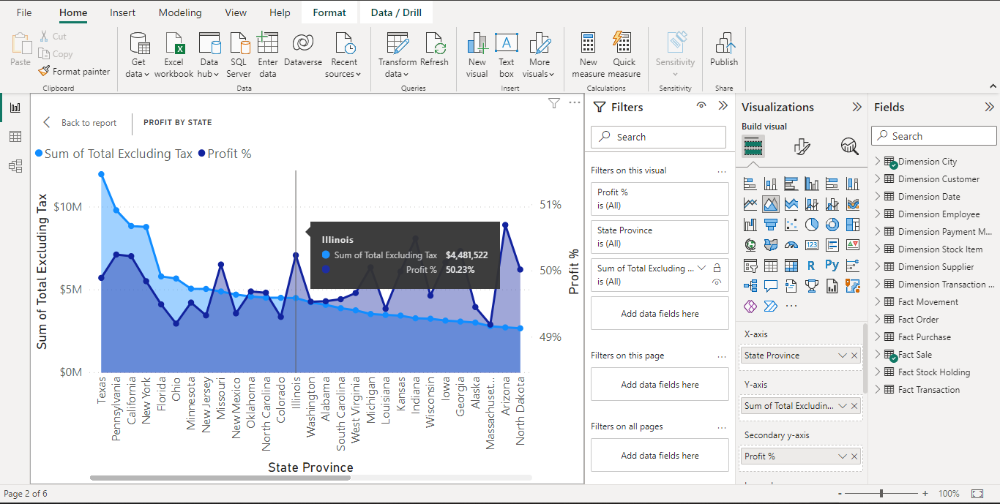 File Home Insert Modeling View Help Format Data / Drill
Paste
Cut
Copy
Format painter
Clipboard
Get data
Excel workbook
Data hub
SQL Server
Enter data
Dataverse
Recent sources
Data
Transform data
Refresh
Queries
New visual
Text box
More visuals
Insert
New measure
Quick measure
Calculations
Sensitivity
Sensitivity
Publish
Share
Back to report
PROFIT BY STATE
Sum of Total Excluding Tax Profit %
Sum of Total Excluding Tax
$10M
$5M
$0M
51%
50%
49%
Profit %
Illinois
Sum of Total Excluding Tax $4,481,522
Profit % 50.23%
Texas
Pennsylvania
California
New York
Florida
Ohio
Minnesota
New Jersey
Missouri
New Mexico
Oklahoma
North Carolina
Colorado
Illinois
Washington
Alabama
South Carolina
West Virginia
Michigan
Louisiana
Kansas
Indiana
Wisconsin
Iowa
Georgia
Alaska
Massachuset...
Arizona
North Dakota
State Province
Filters
Search
Filters on this visual ...
Profit %
is (All)
State Province
is (All)
Sum of Total Excluding ...
is (All)
Add data fields here
Filters on this page ...
Add data fields here
Filters on all pages ...
Add data fields here
Visualizations
Build visual
123
R
Py
...
X-axis
State Province
Y-axis
Sum of Total Excludin...
Secondary y-axis
Profit %
Fields
Search
Dimension City
Dimension Customer
Dimension Date
Dimension Employee
Dimension Payment M...
Dimension Stock Item
Dimension Supplier
Dimension Transaction ...
Fact Movement
Fact Order
Fact Purchase
Fact Sale
Fact Stock Holding
Fact Transaction
Page 2 of 6
- + 100%